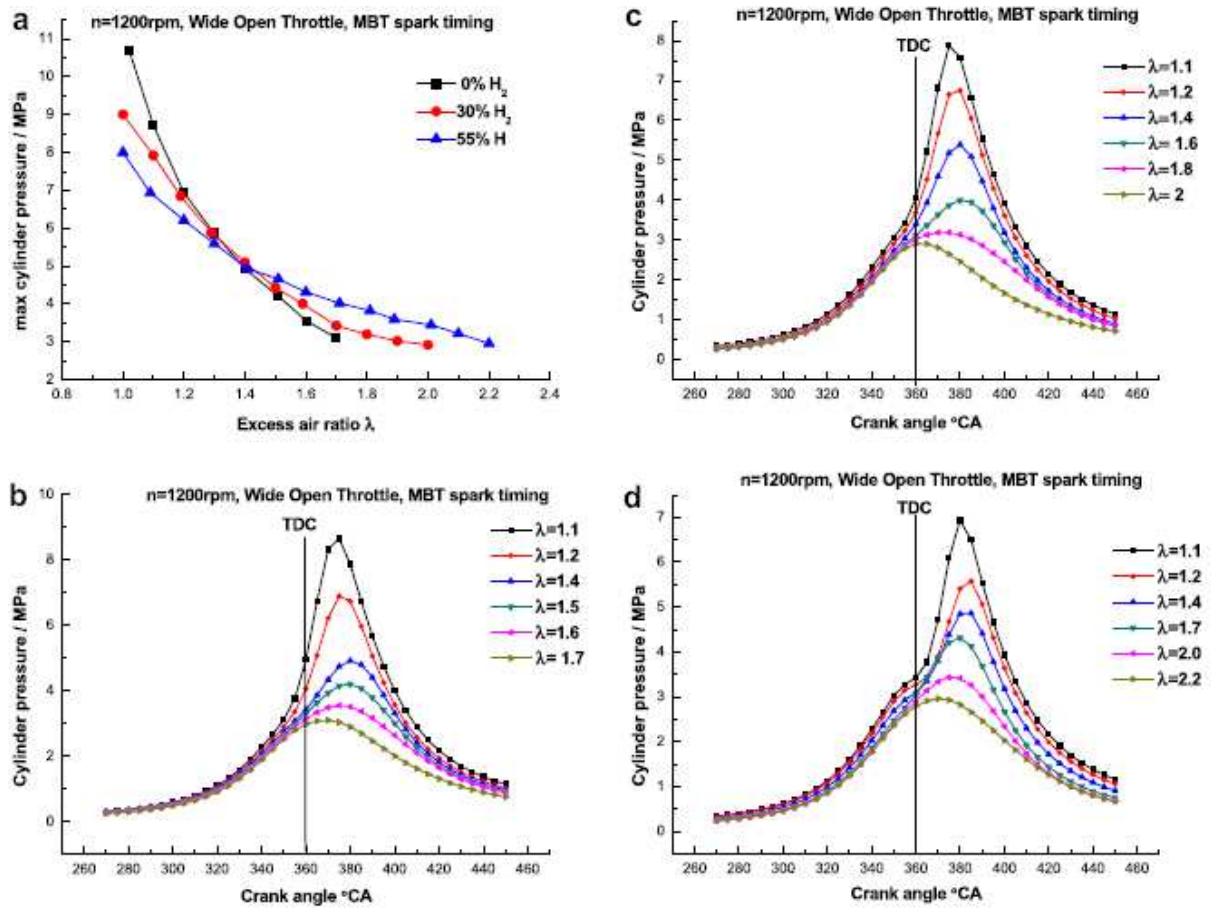 a
n=1200rpm, Wide Open Throttle, MBT spark timing
11
10
9
8
7
6
5
4
3
2
max cylinder pressure / MPa
0% H2
30% H2
55% H
0.8 1.0 1.2 1.4 1.6 1.8 2.0 2.2 2.4
Excess air ratio λ
c
n=1200rpm, Wide Open Throttle, MBT spark timing
TDC
8
7
6
5
4
3
2
1
0
Cylinder pressure / MPa
λ=1.1
λ=1.2
λ=1.4
λ= 1.6
λ=1.8
λ= 2
260 280 300 320 340 360 380 400 420 440 460
Crank angle °CA
b
n=1200rpm, Wide Open Throttle, MBT spark timing
TDC
10
8
6
4
2
0
Cylinder pressure / MPa
λ=1.1
λ=1.2
λ=1.4
λ=1.5
λ=1.6
λ= 1.7
260 280 300 320 340 360 380 400 420 440 460
Crank angle °CA
d
n=1200rpm, Wide Open Throttle, MBT spark timing
TDC
7
6
5
4
3
2
1
0
Cylinder pressure / MPa
λ=1.1
λ=1.2
λ=1.4
λ=1.7
λ=2.0
λ=2.2
260 280 300 320 340 360 380 400 420 440 460
Crank angle °CA